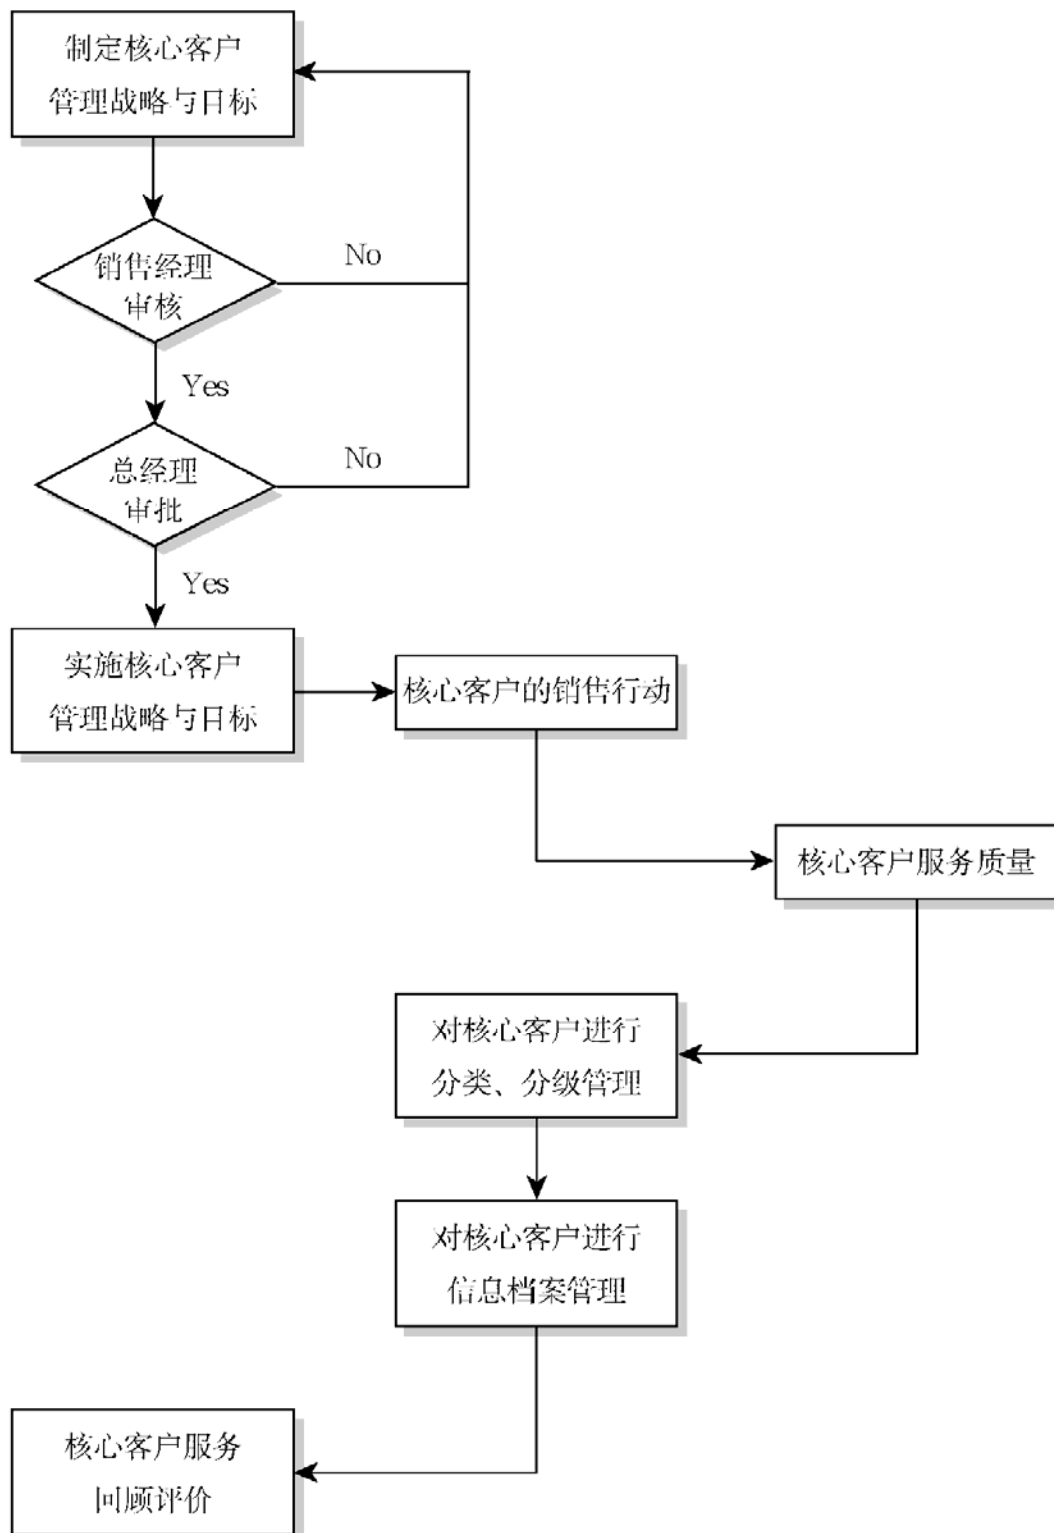 制定核心客户
管理战略与目标
销售经理
审核
No
Yes
总经理
审批
No
Yes
实施核心客户
管理战略与目标
核心客户的销售行动
核心客户服务质量
对核心客户进行
分类、分级管理
对核心客户进行
信息档案管理
核心客户服务
回顾评价